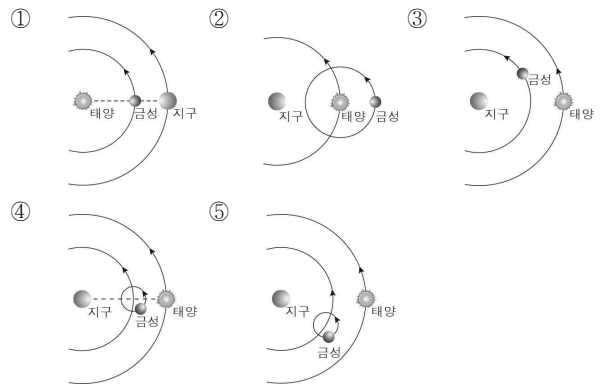 ①
태양 금성 지구
②
지구 태양 금성
③
금성
지구 태양
④
지구 태양
금성
⑤
지구 태양
금성